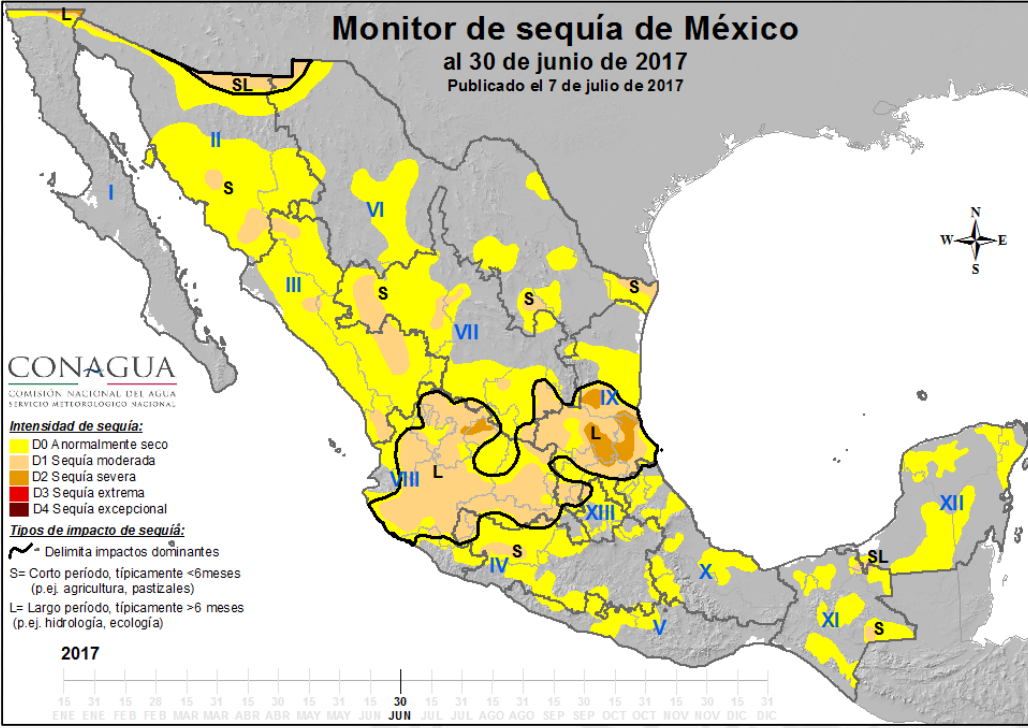 Monitor de sequía de México
al 30 de junio de 2017
Publicado el 7 de julio de 2017
L
SL
II
S
I
VI
N
W E
S
III
S
S
S
VII
CONAGUA
COMISIÓN NACIONAL DEL AGUA
SERVICIO METEOROLÓGICO NACIONAL
IX
L
L
VIII
Intensidad de sequía:
D0 Anormalmente seco
D1 Sequía moderada
D2 Sequía severa
D3 Sequía extrema
D4 Sequía excepcional
XII
XIII
Tipos de impacto de sequía:
~ - Delimita impactos dominantes
S= Corto período, típicamente <6meses
(p.ej. agricultura, pastizales)
L= Largo período, típicamente >6 meses
(p.ej. hidrología, ecología)
S
IV
SL
X
XI
V
S
2017
15 31 15 28 15 31 15 30 15 31 15 30 15 31 15 31 15 30 15 31 15 30 15 31
ENE ENE FEB FEB MAR MAR ABR ABR MAY MAY JUN JUN JUL JUL AGO AGO SEP SEP OCT OCT NOV NOV DIC DIC